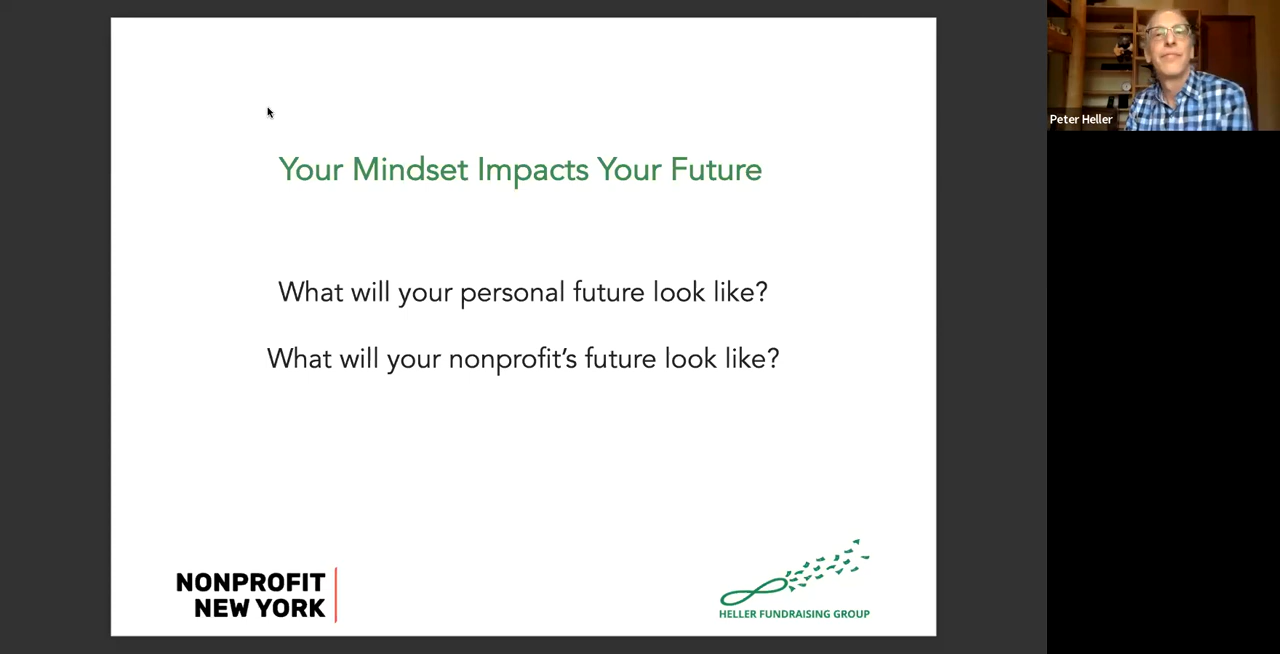 Your Mindset Impacts Your Future
What will your personal future look like?
What will your nonprofit’s future look like?
NONPROFIT
NEW YORK
HELLER FUNDRAISING GROUP
Peter Heller